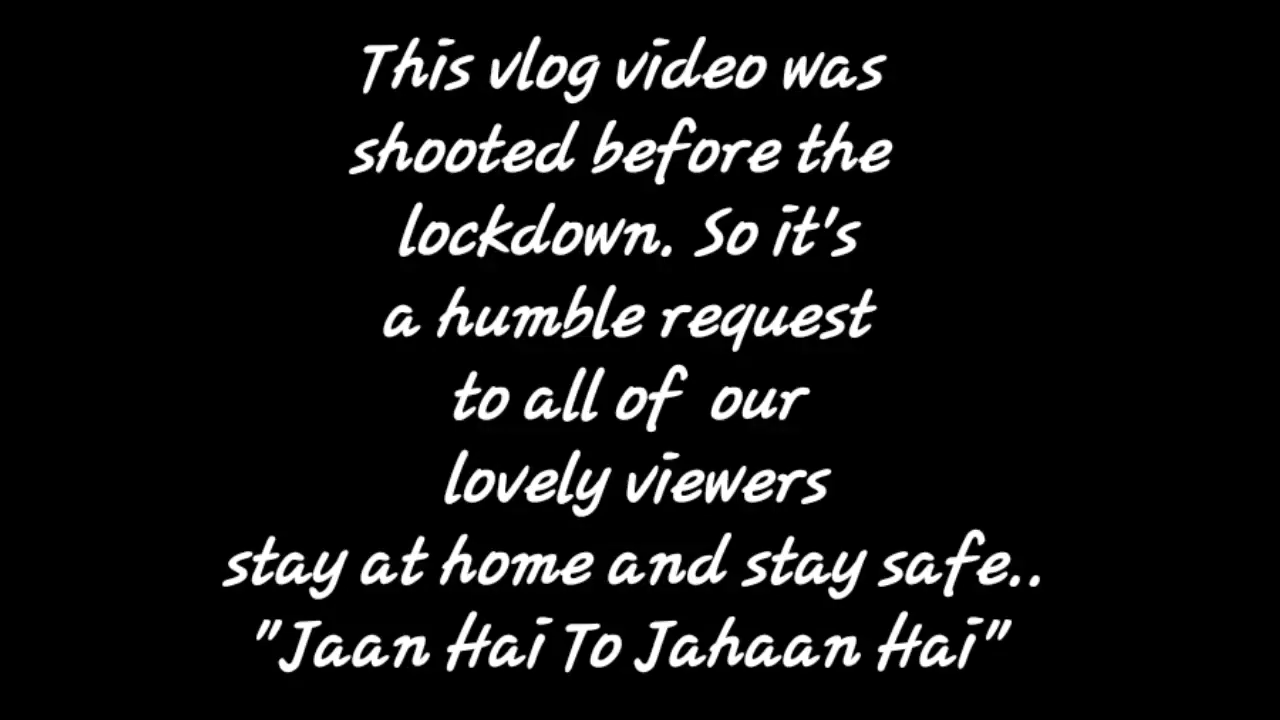 This vlog video was
shooted before the
lockdown. So it's
a humble request
to all of our
lovely viewers
stay at home and stay safe..
"Jaan Hai To Jahaan Hai"